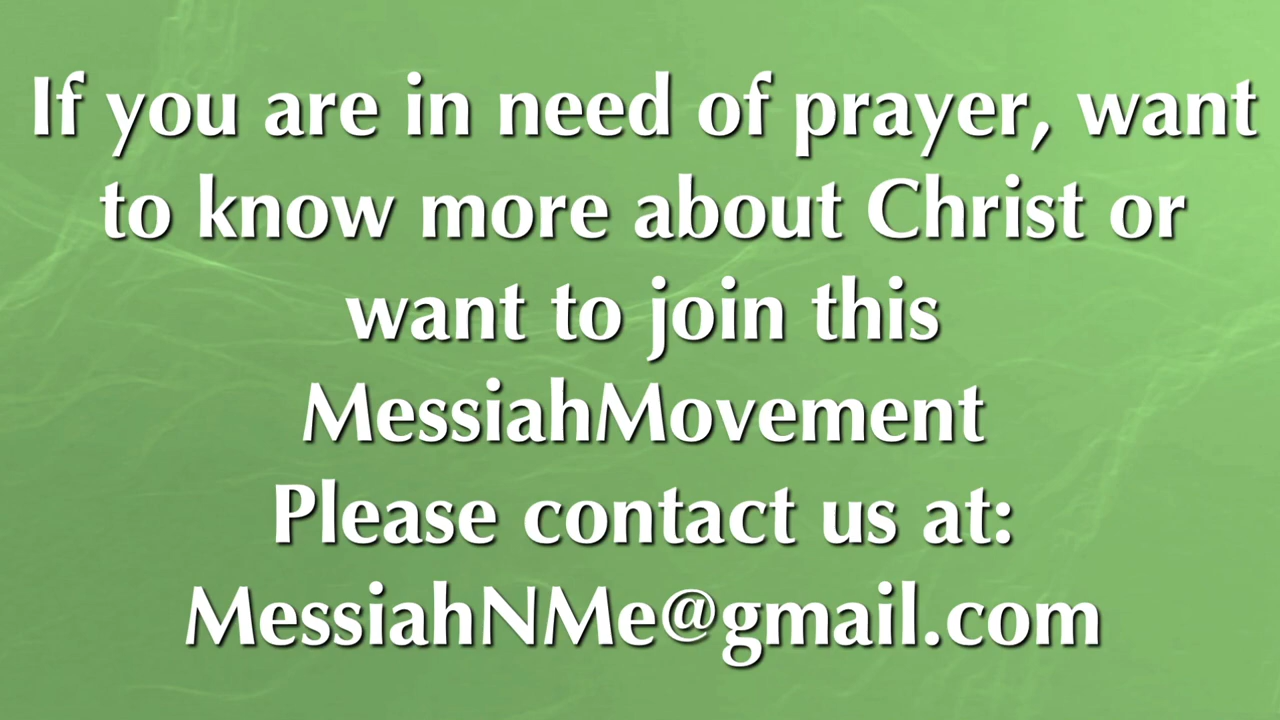 If you are in need of prayer, want
to know more about Christ or
want to join this
MessiahMovement
Please contact us at:
MessiahNMe@gmail.com